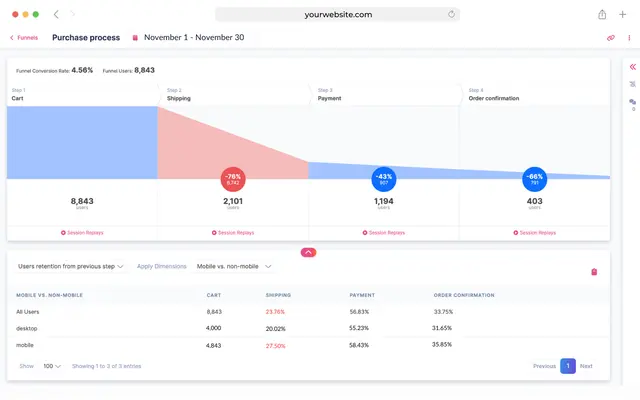 yourwebsite.com
Funnels Purchase process November 1 - November 30
Funnel Conversion Rate: 4.56% Funnel Users: 8,843
Step 1 Step 2 Step 3 Step 4
Cart Shipping Payment Order confirmation
-76% -43% -66%
6,742 907 791
8,843 2,101 1,194 403
users users users users
Session Replays Session Replays Session Replays Session Replays
0
Users retention from previous step Apply Dimensions Mobile vs. non-mobile
MOBILE VS. NON-MOBILE CART SHIPPING PAYMENT ORDER CONFIRMATION
All Users 8,843 23.76% 56.83% 33.75%
desktop 4,000 20.02% 55.23% 31.65%
mobile 4,843 27.50% 58.43% 35.85%
Show 100 Showing 1 to 3 of 3 entries Previous 1 Next